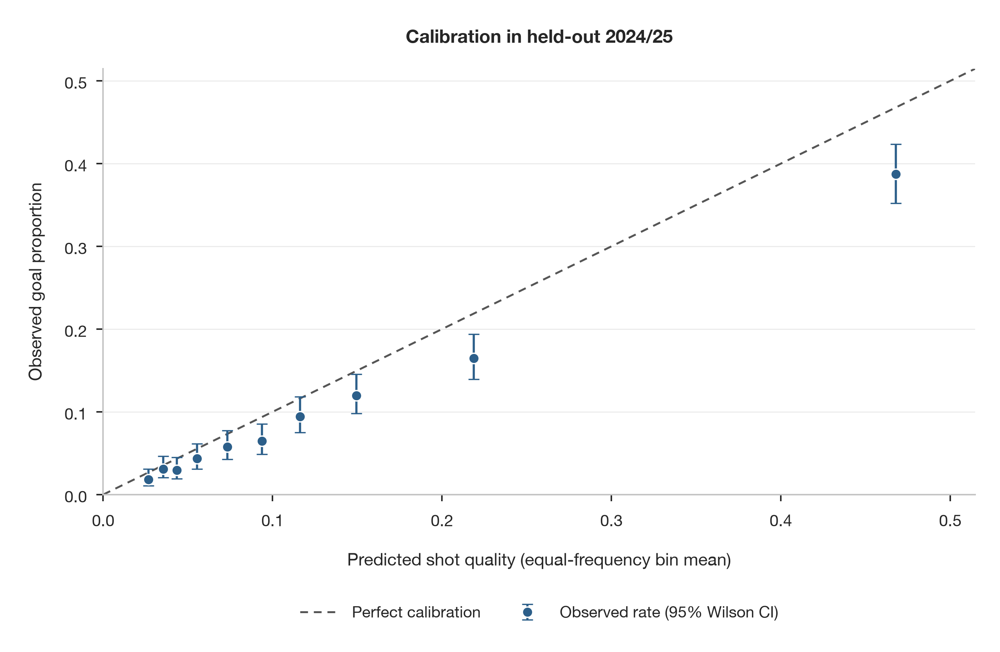 Calibration in held-out 2024/25
Observed goal proportion
0.5
0.4
0.3
0.2
0.1
0.0
0.0 0.1 0.2 0.3 0.4 0.5
Predicted shot quality (equal-frequency bin mean)
Perfect calibration Observed rate (95% Wilson CI)